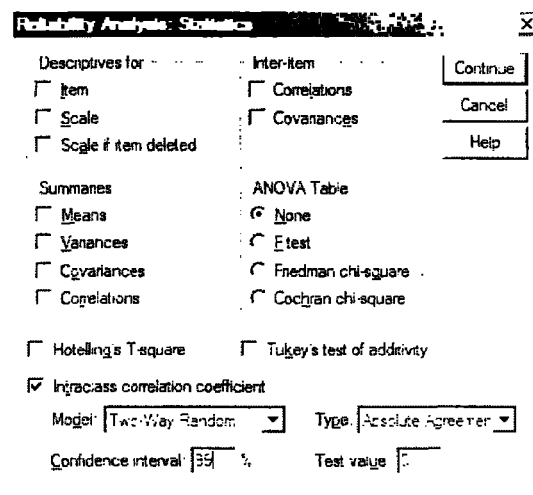 Reliability Analysis: Statistics
Descriptives for
Item
Scale
Scale if item deleted
Inter-Item
Correlations
Covariances
Continue
Cancel
Help
Summaries
Means
Variances
Covariances
Correlations
ANOVA Table
None
F test
Friedman chi-square
Cochran chi-square
Hotelling's T-square
Tukey's test of additivity
Intraclass correlation coefficient
Model: Two-Way Random
Type: Absolute Agreemer
Confidence interval: %
Test value